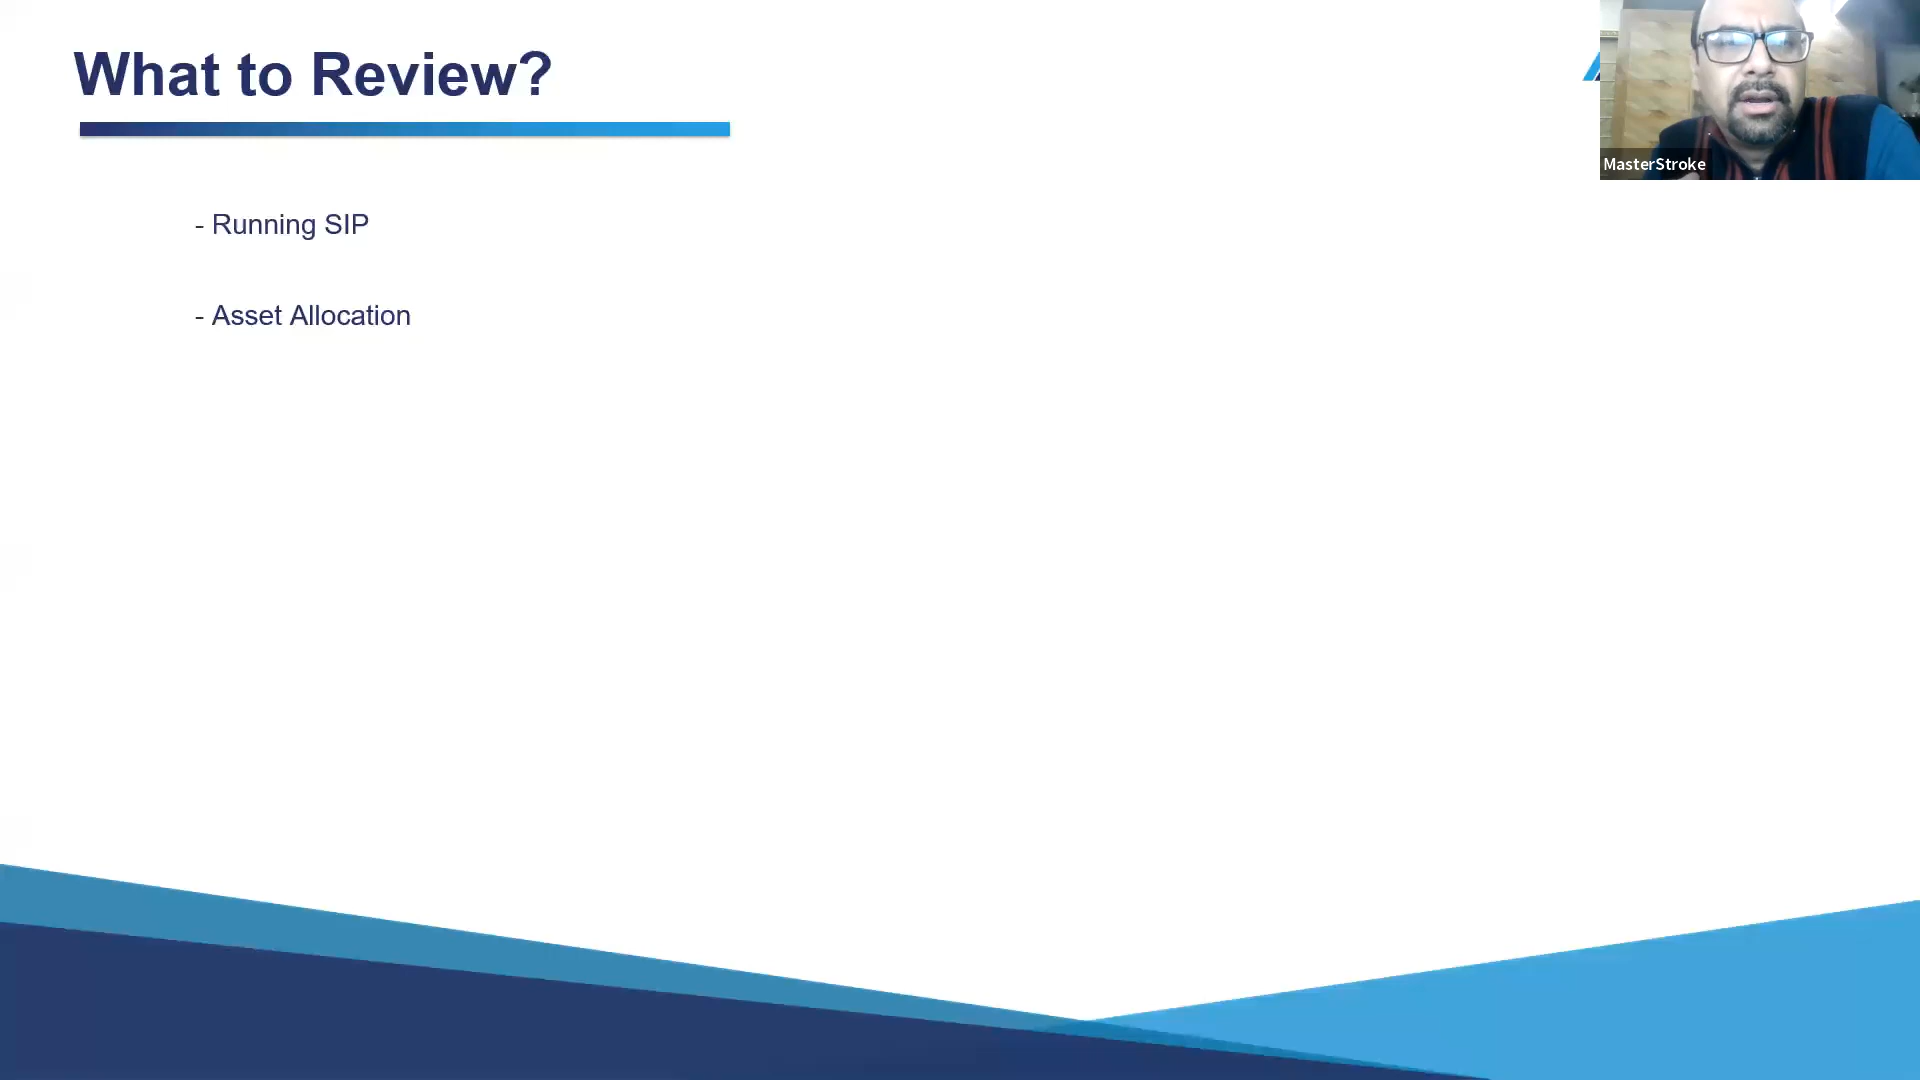 What to Review?
MasterStroke
- Running SIP
- Asset Allocation